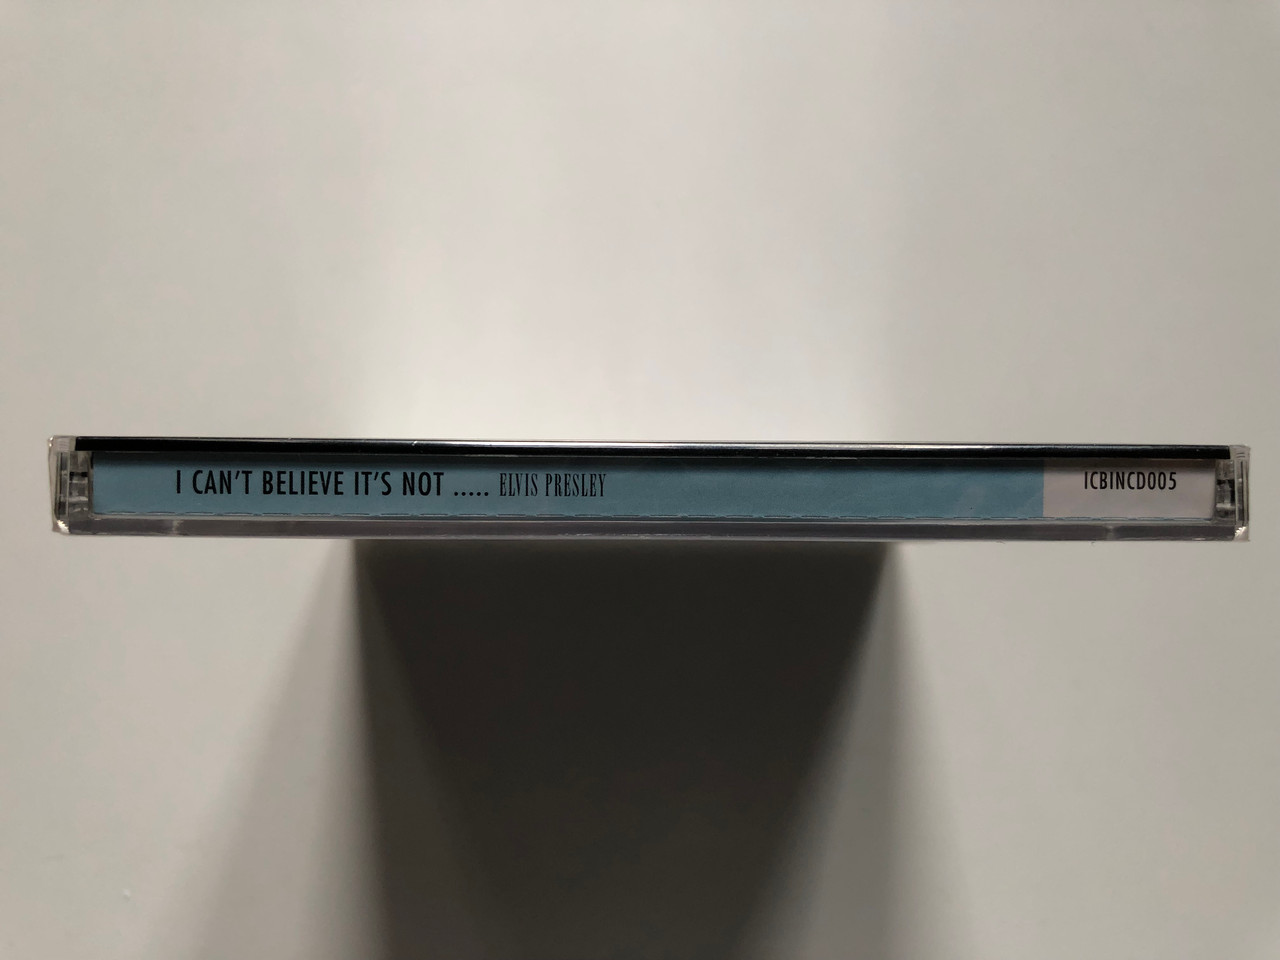 I CAN'T BELIEVE IT'S NOT ..... ELVIS PRESLEY ICBINCD005